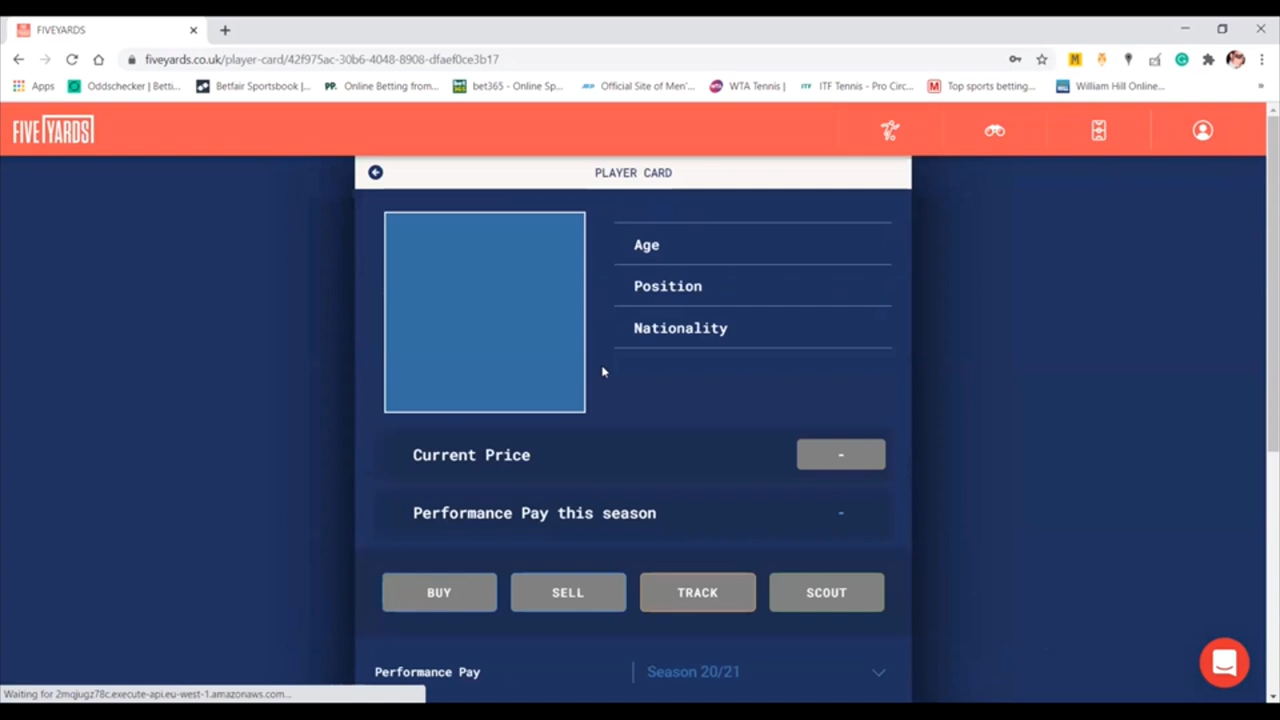 FIVEYARDS
fiveyards.co.uk/player-card/42f975ac-30b6-4048-8908-dfaef0ce3b17
Apps Oddschecker | Betti... Betfair Sportsbook |... PP. Online Betting from... bet365 - Online Sp... ATP Official Site of Men'... WTA Tennis | ITF ITF Tennis - Pro Circ... M Top sports betting... William Hill Online... »
FIVE YARDS
PLAYER CARD
Age
Position
Nationality
Current Price -
Performance Pay this season -
BUY SELL TRACK SCOUT
Performance Pay Season 20/21
Waiting for 2mqjugz78c.execute-api.eu-west-1.amazonaws.com...